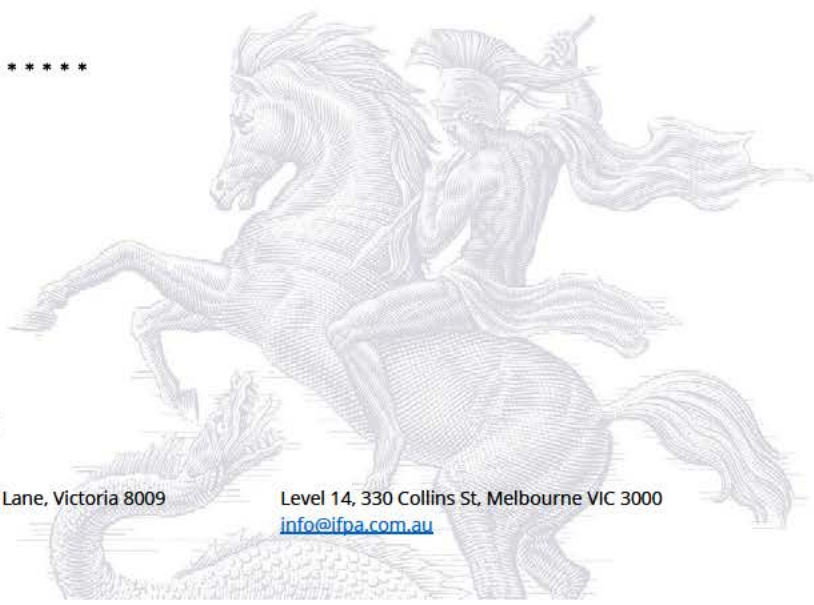 * * * * *
Lane, Victoria 8009
Level 14, 330 Collins St, Melbourne VIC 3000
info@ifpa.com.au